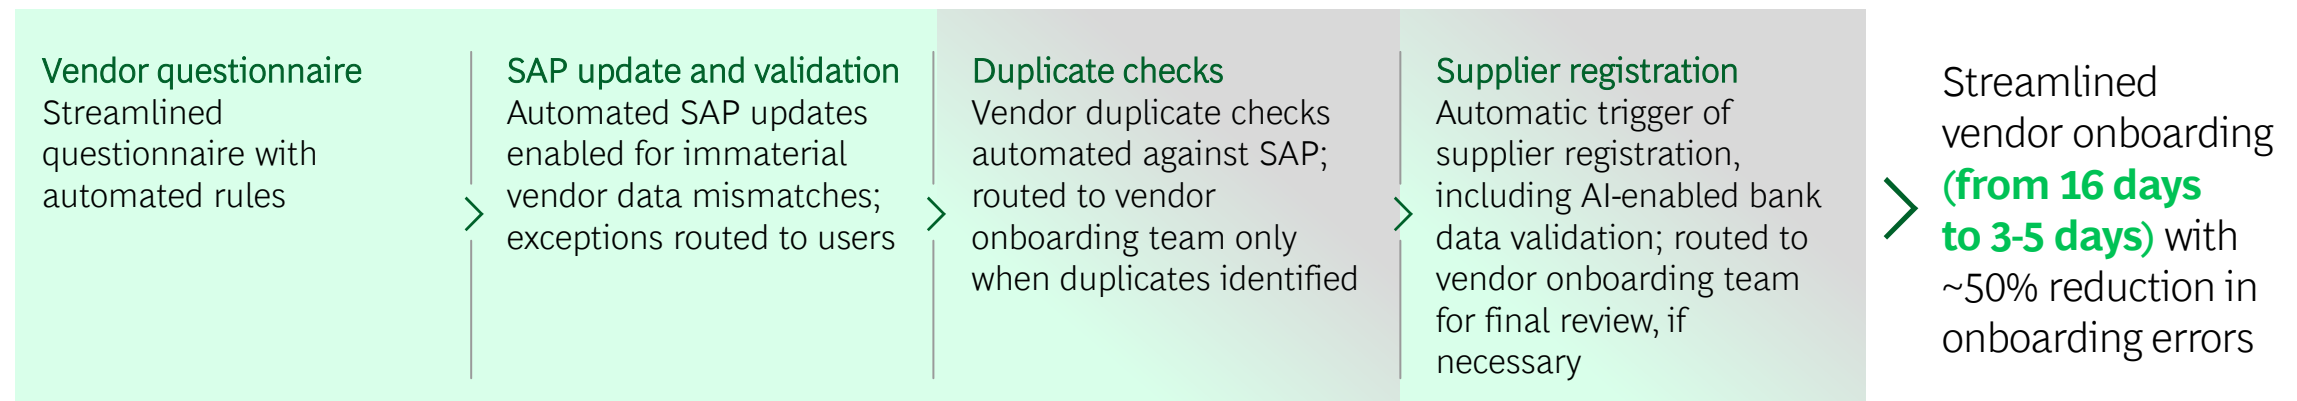 Vendor questionnaire
Streamlined
questionnaire with
automated rules
SAP update and validation
Automated SAP updates
enabled for immaterial
vendor data mismatches;
exceptions routed to users
Duplicate checks
Vendor duplicate checks
automated against SAP;
routed to vendor
onboarding team only
when duplicates identified
Supplier registration
Automatic trigger of
supplier registration,
including AI-enabled bank
data validation; routed to
vendor onboarding team
for final review, if
necessary
Streamlined
vendor onboarding
(from 16 days
to 3-5 days) with
~50% reduction in
onboarding errors